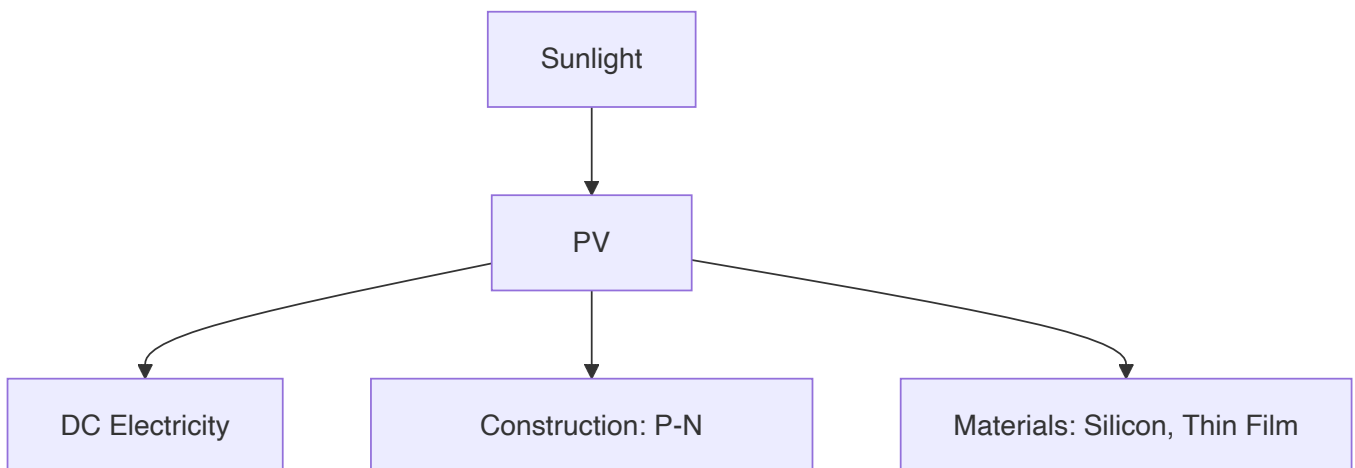 Sunlight
PV
DC Electricity
Construction: P-N
Materials: Silicon, Thin Film